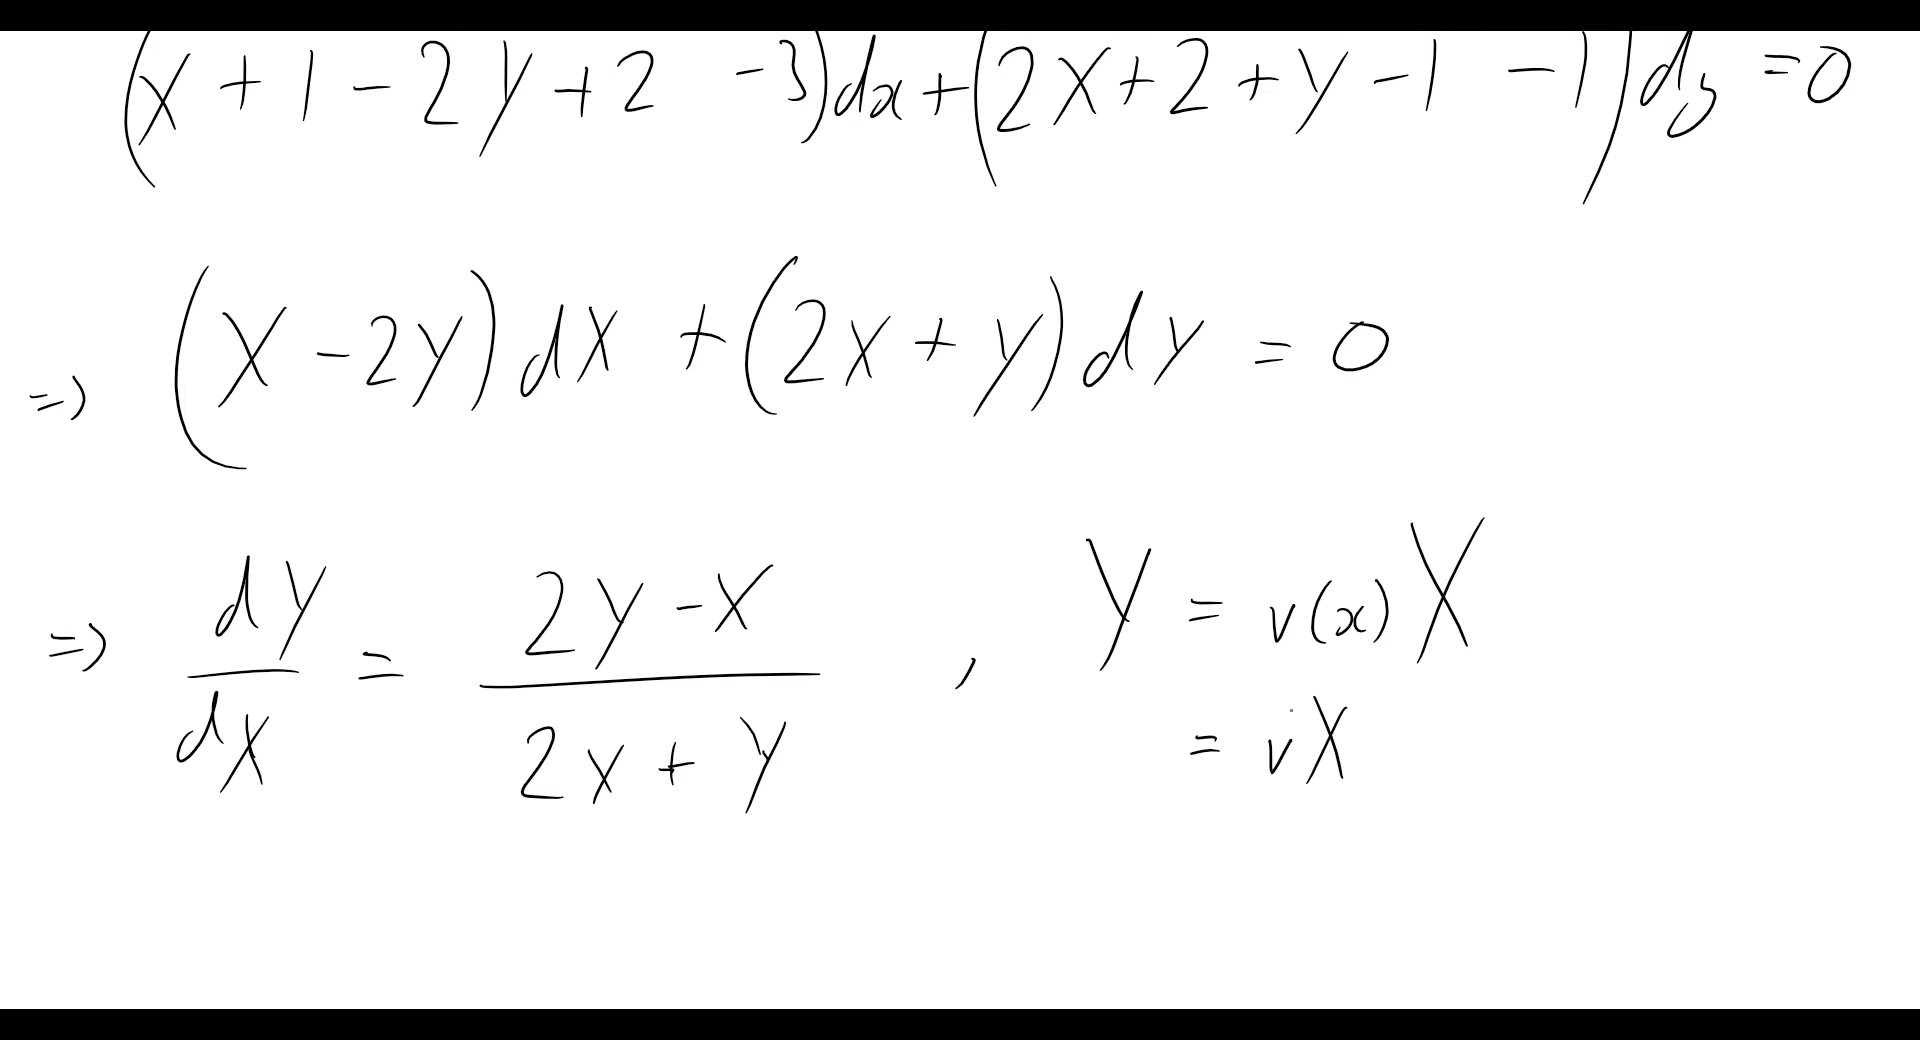 (X + 1 - 2Y + 2 - 3)dx + (2X + 2 + Y - 1 - 1)dy = 0
=> (X - 2Y)dX + (2X + Y)dY = 0
=> dY/dX = (2Y - X)/(2X + Y) , Y = v(x)X
= vX